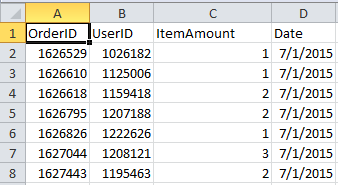 A B C D
1 OrderID UserID ItemAmount Date
2 1626529 1026182 1 7/1/2015
3 1626610 1125006 1 7/1/2015
4 1626618 1159418 2 7/1/2015
5 1626795 1207188 2 7/1/2015
6 1626826 1222626 1 7/1/2015
7 1627044 1208121 3 7/1/2015
8 1627443 1195463 2 7/1/2015